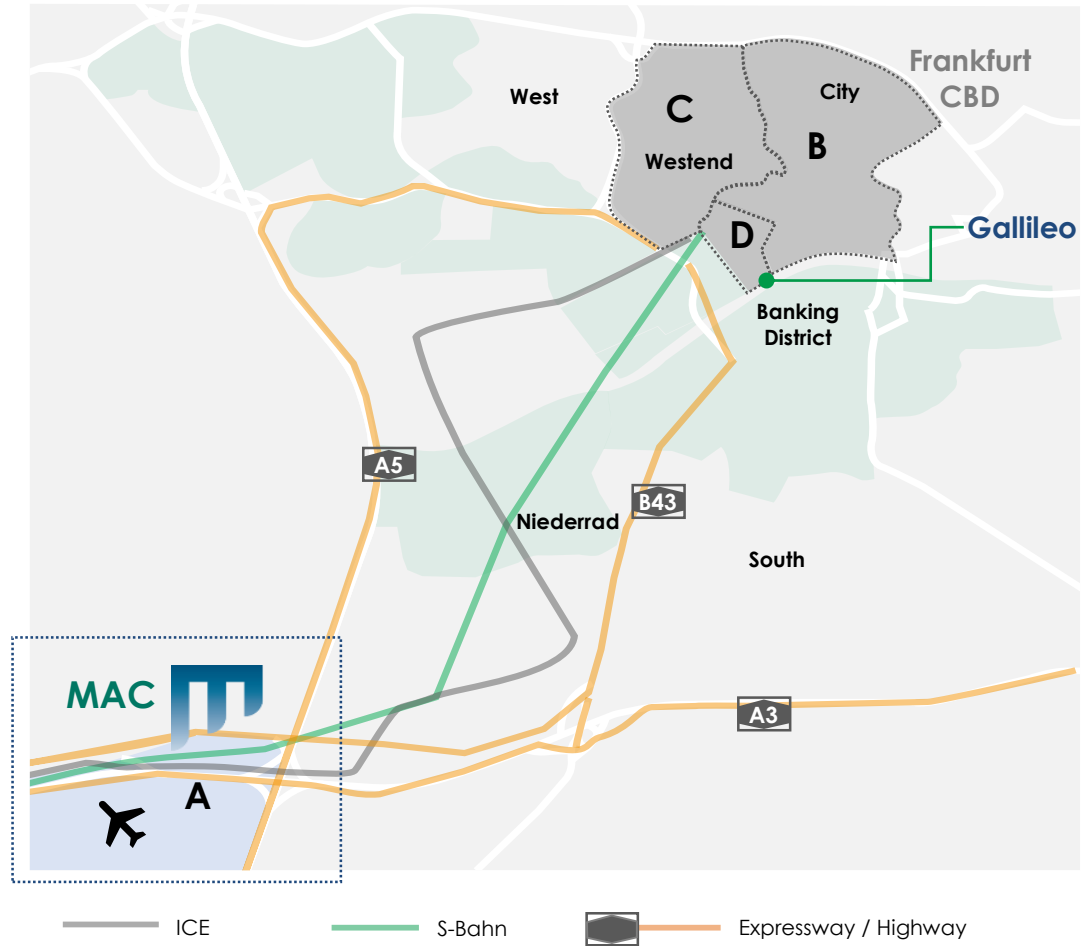 Frankfurt
CBD
City
West
C
B
Westend
D
Gallileo
Banking
District
A5
B43
Niederrad
South
MAC
m
A3
A
ICE
S-Bahn
Expressway / Highway